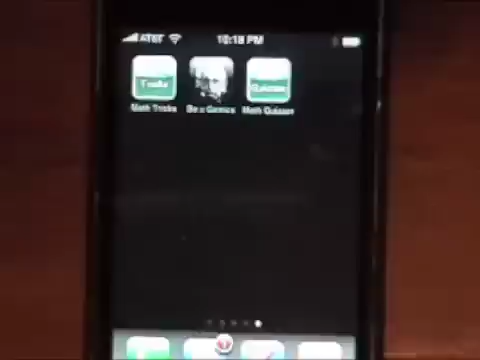 AT&T 10:18 PM
Tricks Quizzes
Math Tricks Be a Genius Math Quizzes